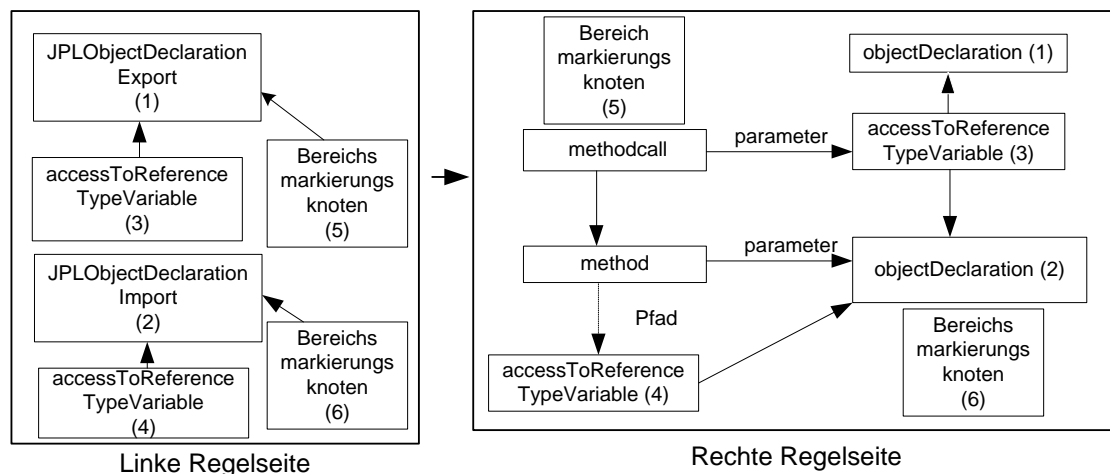 JPLObjectDeclaration
Export
(1)
accessToReference
TypeVariable
(3)
Bereichs
markierungs
knoten
(5)
JPLObjectDeclaration
Import
(2)
accessToReference
TypeVariable
(4)
Bereichs
markierungs
knoten
(6)
Linke Regelseite
Bereich
markierungs
knoten
(5)
objectDeclaration (1)
methodcall
parameter
accessToReference
TypeVariable (3)
method
parameter
objectDeclaration (2)
Pfad
accessToReference
TypeVariable (4)
Bereichs
markierungs
knoten
(6)
Rechte Regelseite